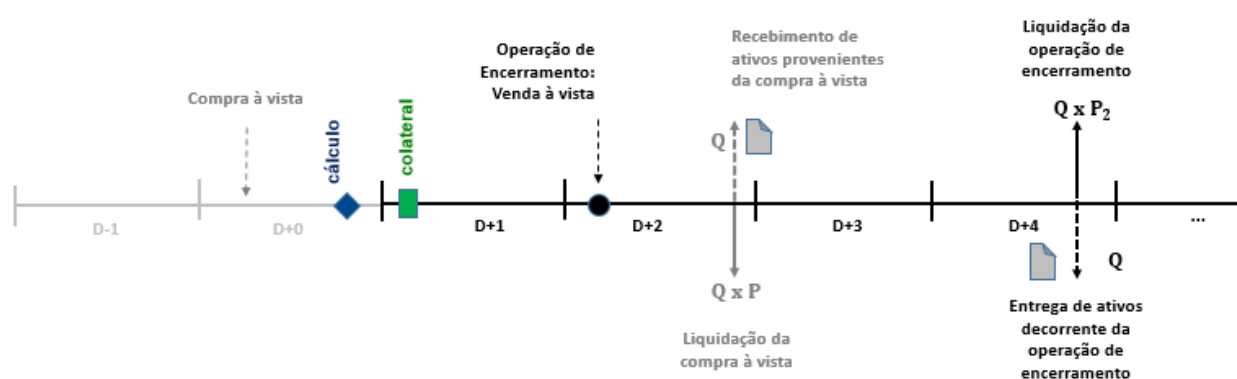 Compra à vista
cálculo
colateral
Operação de
Encerramento:
Venda à vista
Recebimento de
ativos provenientes
da compra à vista
Q
Liquidação da
operação de
encerramento
Q x P₂
D-1
D+0
D+1
D+2
D+3
D+4
...
Q x P
Liquidação da
compra à vista
Q
Entrega de ativos
decorrente da
operação de
encerramento